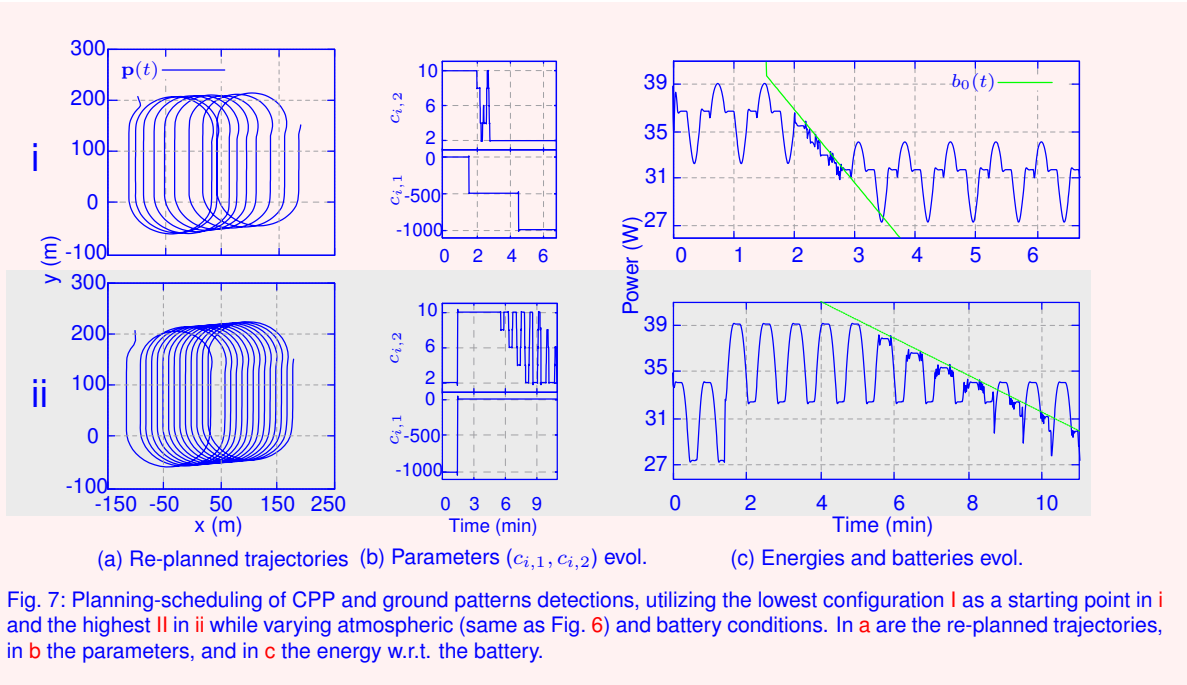 i
300
200
100
0
-100
p(t)
10
6
2
c_{i,2}
0
-500
-1000
c_{i,1}
0 2 4 6
39
35
31
27
b_0(t)
0 1 2 3 4 5 6
y (m)
Power (W)
ii
300
200
100
0
-100
-150 -50 50 150 250
x (m)
10
6
2
c_{i,2}
0
-500
-1000
c_{i,1}
0 3 6 9
Time (min)
39
35
31
27
0 2 4 6 8 10
Time (min)
(a) Re-planned trajectories (b) Parameters (c_{i,1}, c_{i,2}) evol. (c) Energies and batteries evol.
Fig. 7: Planning-scheduling of CPP and ground patterns detections, utilizing the lowest configuration I as a starting point in i
and the highest II in ii while varying atmospheric (same as Fig. 6) and battery conditions. In a are the re-planned trajectories,
in b the parameters, and in c the energy w.r.t. the battery.